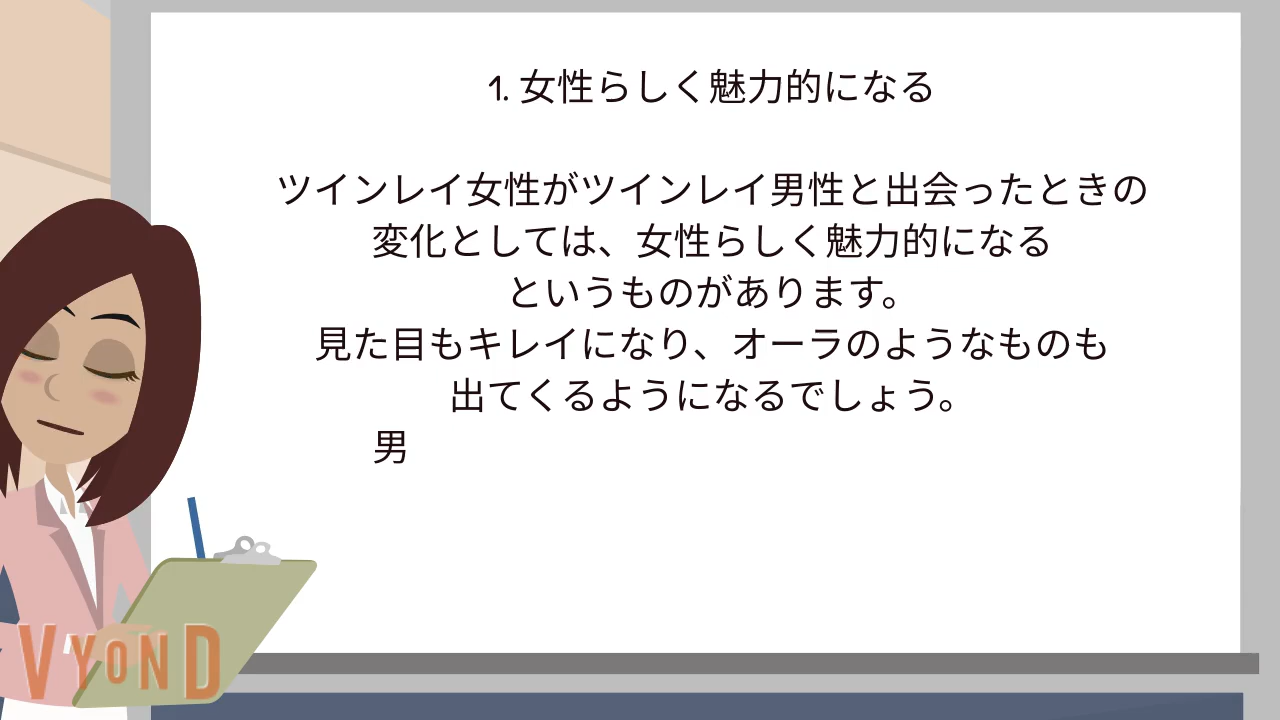 1. 女性らしく魅力的になる
ツインレイ女性がツインレイ男性と出会ったときの
変化としては、女性らしく魅力的になる
というものがあります。
見た目もキレイになり、オーラのようなものも
出てくるようになるでしょう。
男
VYOND